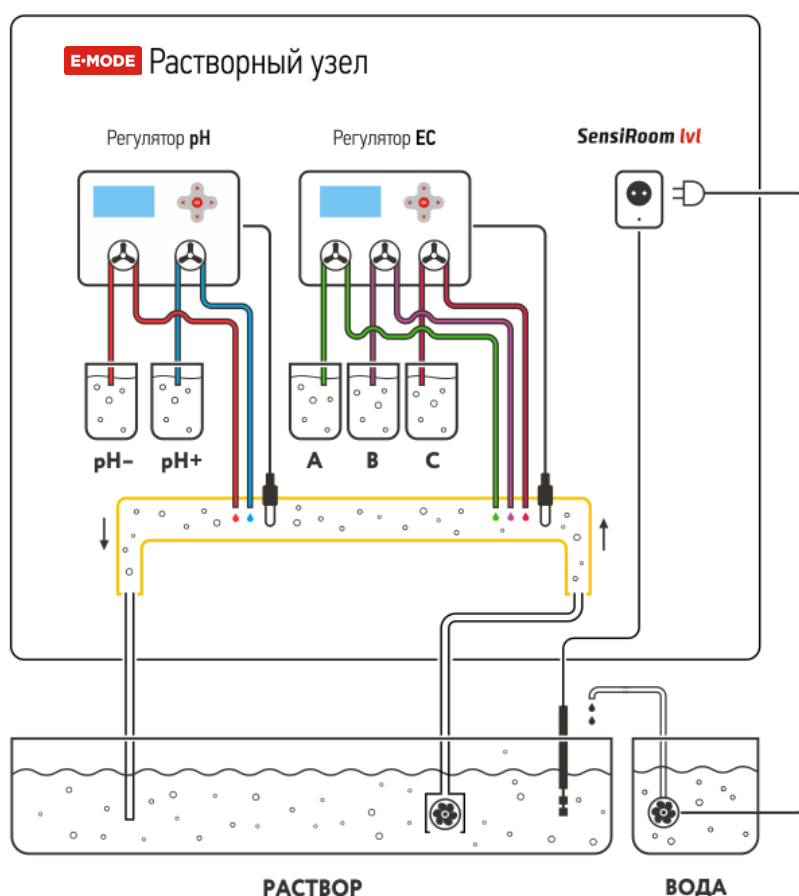 E·MODE Растворный узел
Регулятор pH
Регулятор EC
SensiRoom lvl
pH–
pH+
A
B
C
РАСТВОР
ВОДА